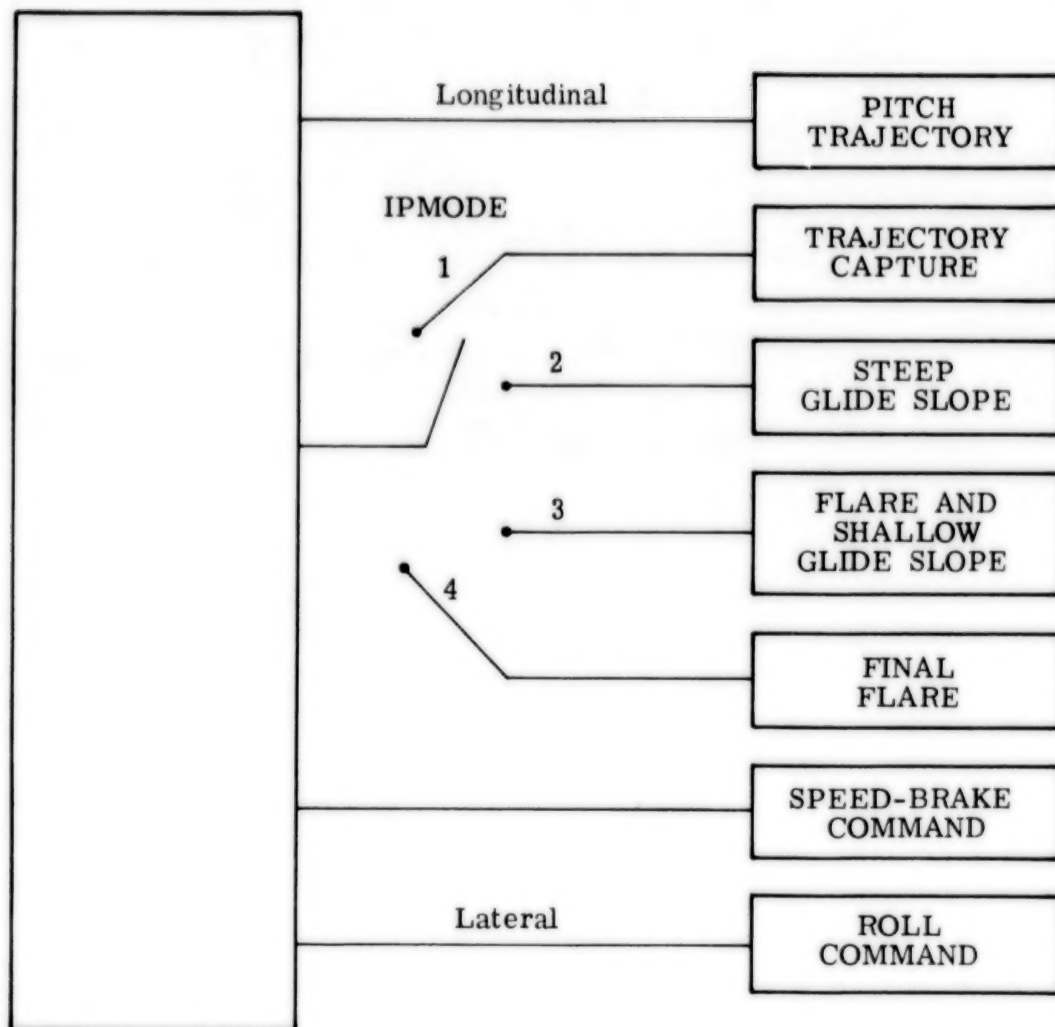 Longitudinal
PITCH
TRAJECTORY
IPMODE
1
TRAJECTORY
CAPTURE
2
STEEP
GLIDE SLOPE
3
FLARE AND
SHALLOW
GLIDE SLOPE
4
FINAL
FLARE
SPEED-BRAKE
COMMAND
Lateral
ROLL
COMMAND